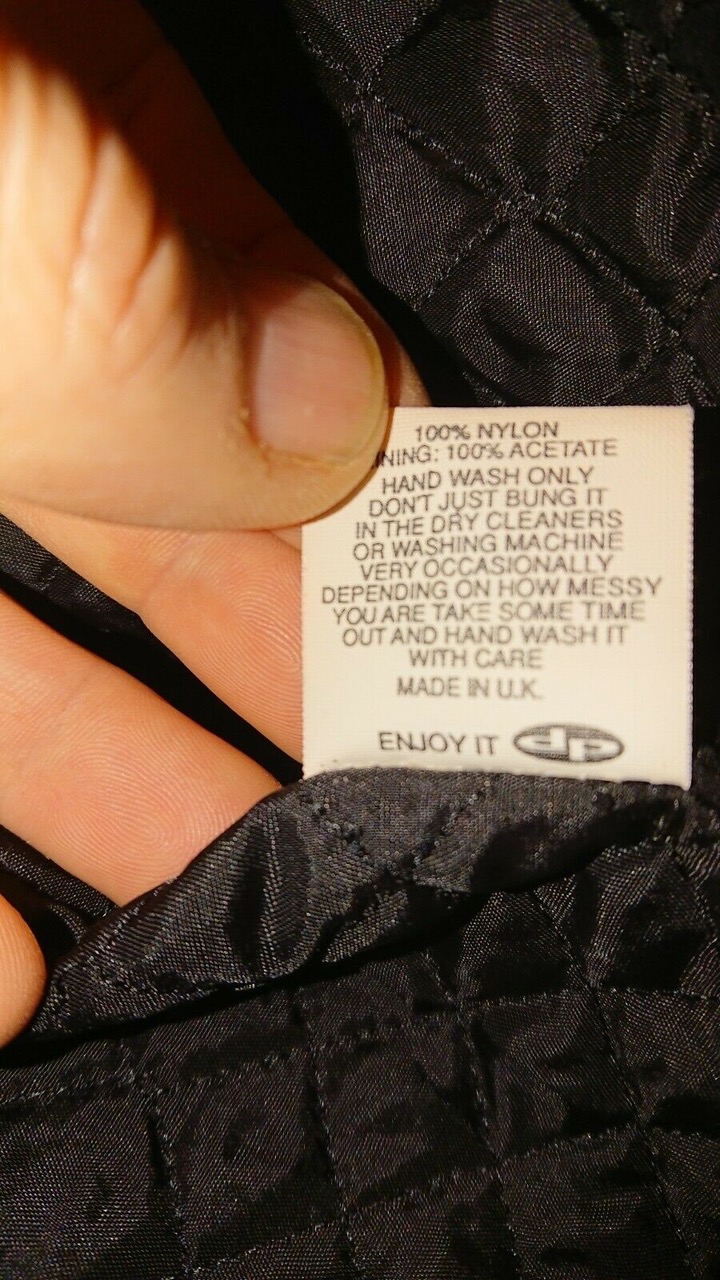 100% NYLON
NING: 100% ACETATE
HAND WASH ONLY
DON'T JUST BUNG IT
IN THE DRY CLEANERS
OR WASHING MACHINE
VERY OCCASIONALLY
DEPENDING ON HOW MESSY
YOU ARE TAKE SOME TIME
OUT AND HAND WASH IT
WITH CARE
MADE IN U.K.
ENJOY IT